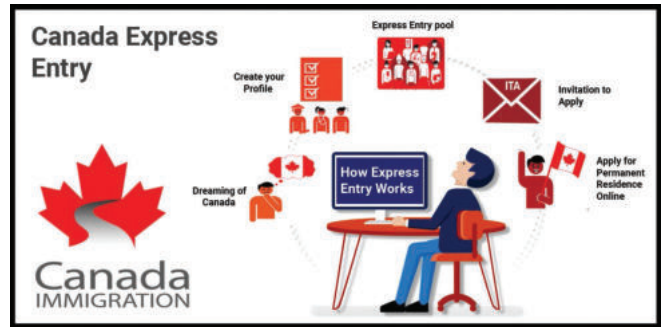 Canada Express
Entry
Dreaming of
Canada
Create your
Profile
Express Entry pool
ITA
Invitation to
Apply
Apply for
Permanent
Residence
Online
How Express
Entry Works
Canada
IMMIGRATION